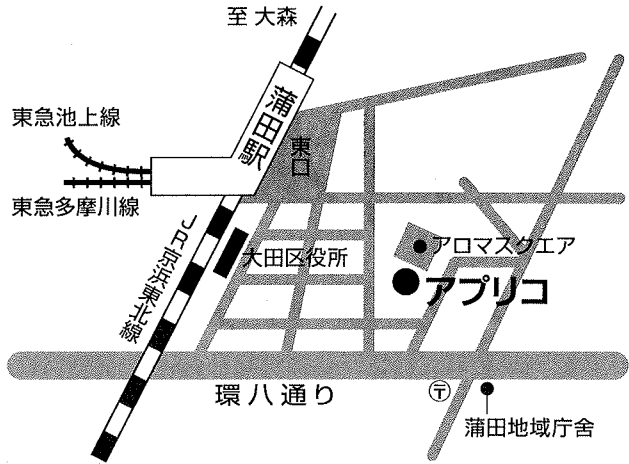 至 大森
蒲田駅
東急池上線
東口
東急多摩川線
JR京浜東北線
大田区役所
アロマスクエア
アプリコ
環八通り
〒
蒲田地域庁舎